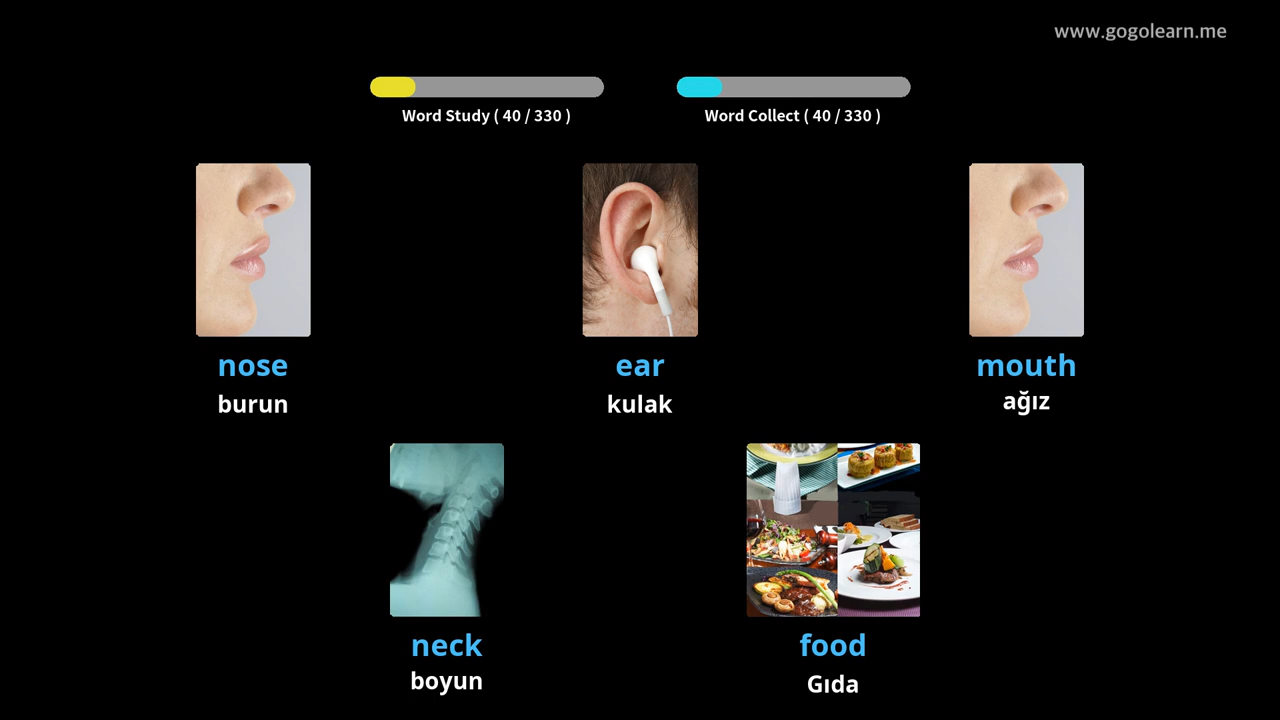 www.gogolearn.me
Word Study ( 40 / 330 )
Word Collect ( 40 / 330 )
nose
burun
ear
kulak
mouth
ağız
neck
boyun
food
Gıda